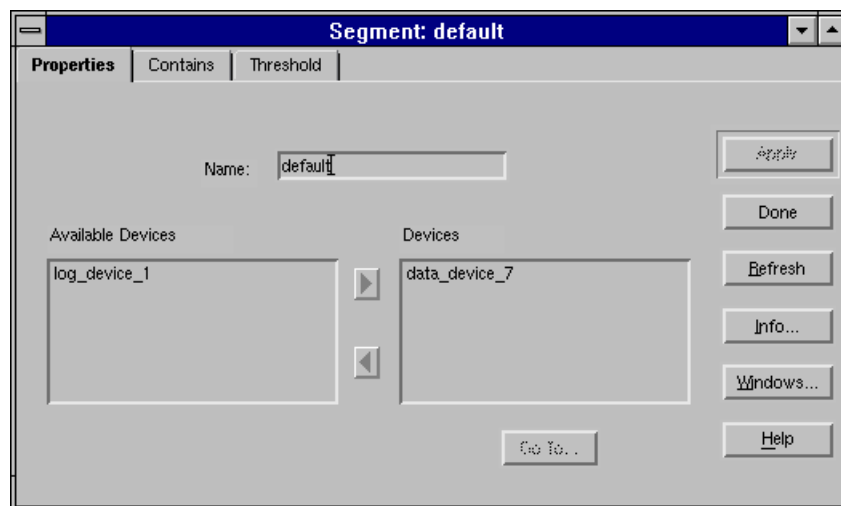 Segment: default
Properties Contains Threshold
Name: default
Apply
Done
Available Devices Devices
log_device_1 data_device_7
Refresh
Info...
Windows...
Go To...
Help